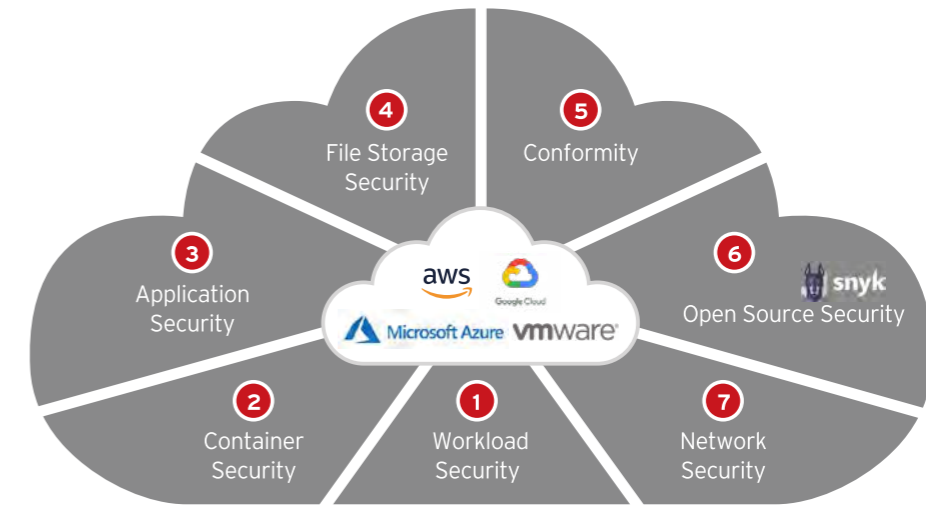 4
File Storage
Security
5
Conformity
3
Application
Security
aws
Google Cloud
Microsoft Azure
vmware®
6
snyk
Open Source Security
2
Container
Security
1
Workload
Security
7
Network
Security